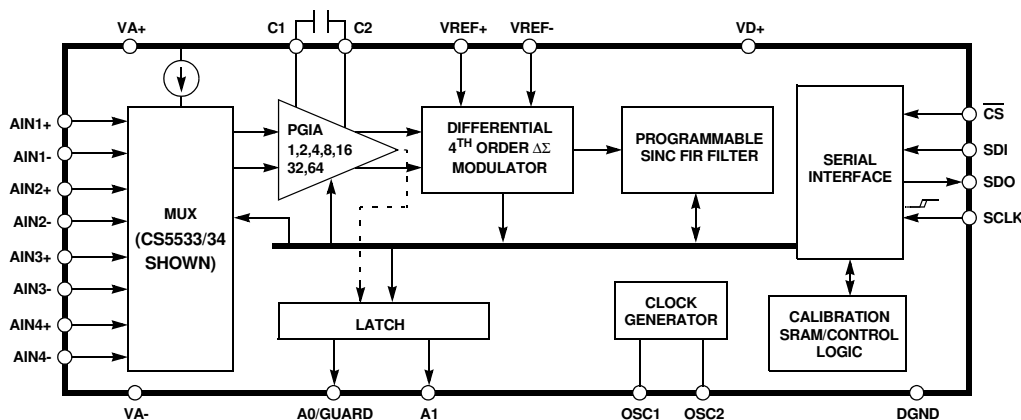 VA+
C1
C2
VREF+
VREF-
VD+
AIN1+
AIN1-
AIN2+
AIN2-
AIN3+
AIN3-
AIN4+
AIN4-
MUX
(CS5533/34
SHOWN)
PGIA
1,2,4,8,16
32,64
DIFFERENTIAL
4TH ORDER ΔΣ
MODULATOR
PROGRAMMABLE
SINC FIR FILTER
SERIAL
INTERFACE
CS
SDI
SDO
SCLK
LATCH
CLOCK
GENERATOR
CALIBRATION
SRAM/CONTROL
LOGIC
VA-
A0/GUARD
A1
OSC1
OSC2
DGND